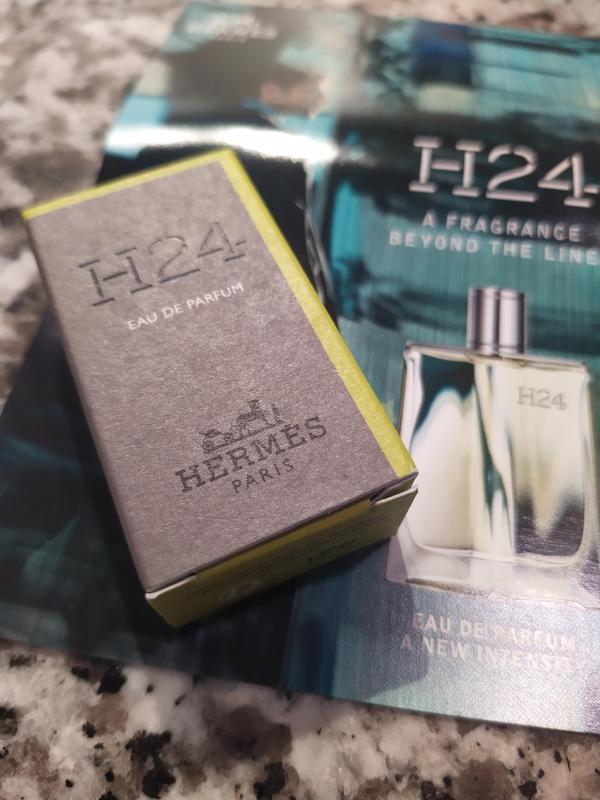 H24
EAU DE PARFUM
HERMÈS
PARIS
H24
A FRAGRANCE
BEYOND THE LINE
H24
EAU DE PARFUM
A NEW INTENSITY